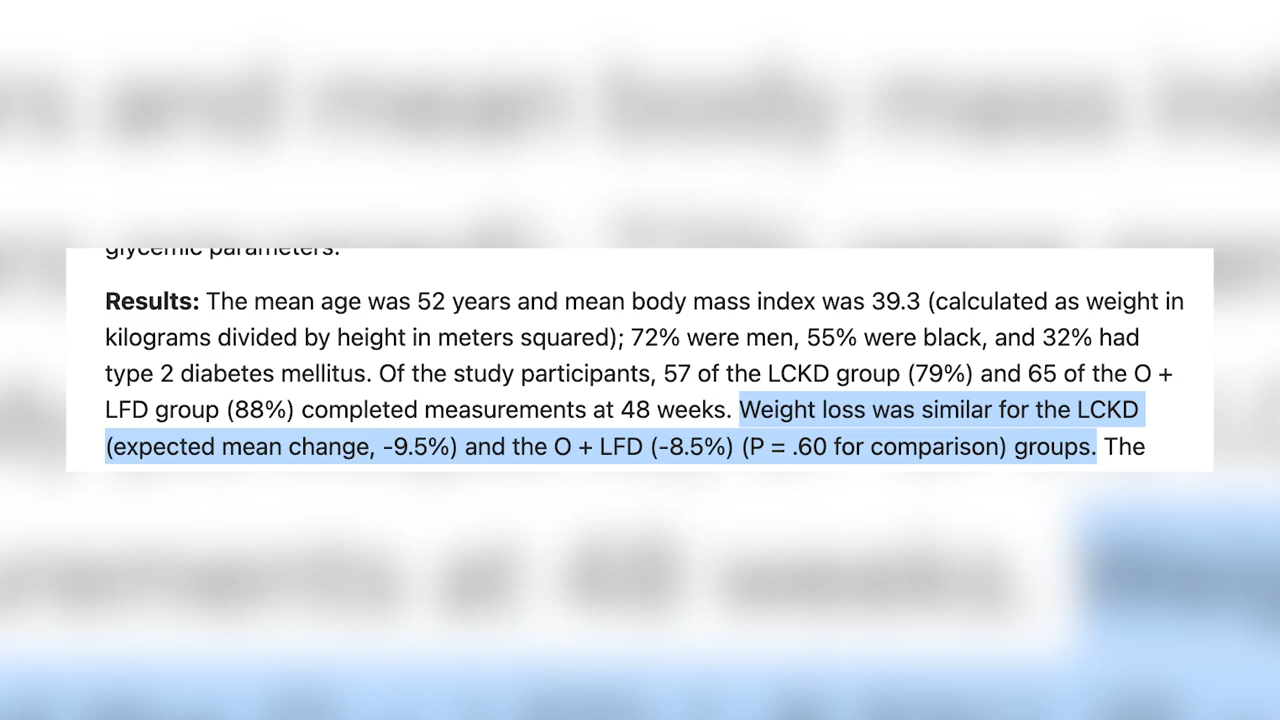 glycemic parameters.
Results: The mean age was 52 years and mean body mass index was 39.3 (calculated as weight in
kilograms divided by height in meters squared); 72% were men, 55% were black, and 32% had
type 2 diabetes mellitus. Of the study participants, 57 of the LCKD group (79%) and 65 of the O +
LFD group (88%) completed measurements at 48 weeks. Weight loss was similar for the LCKD
(expected mean change, -9.5%) and the O + LFD (-8.5%) (P = .60 for comparison) groups. The